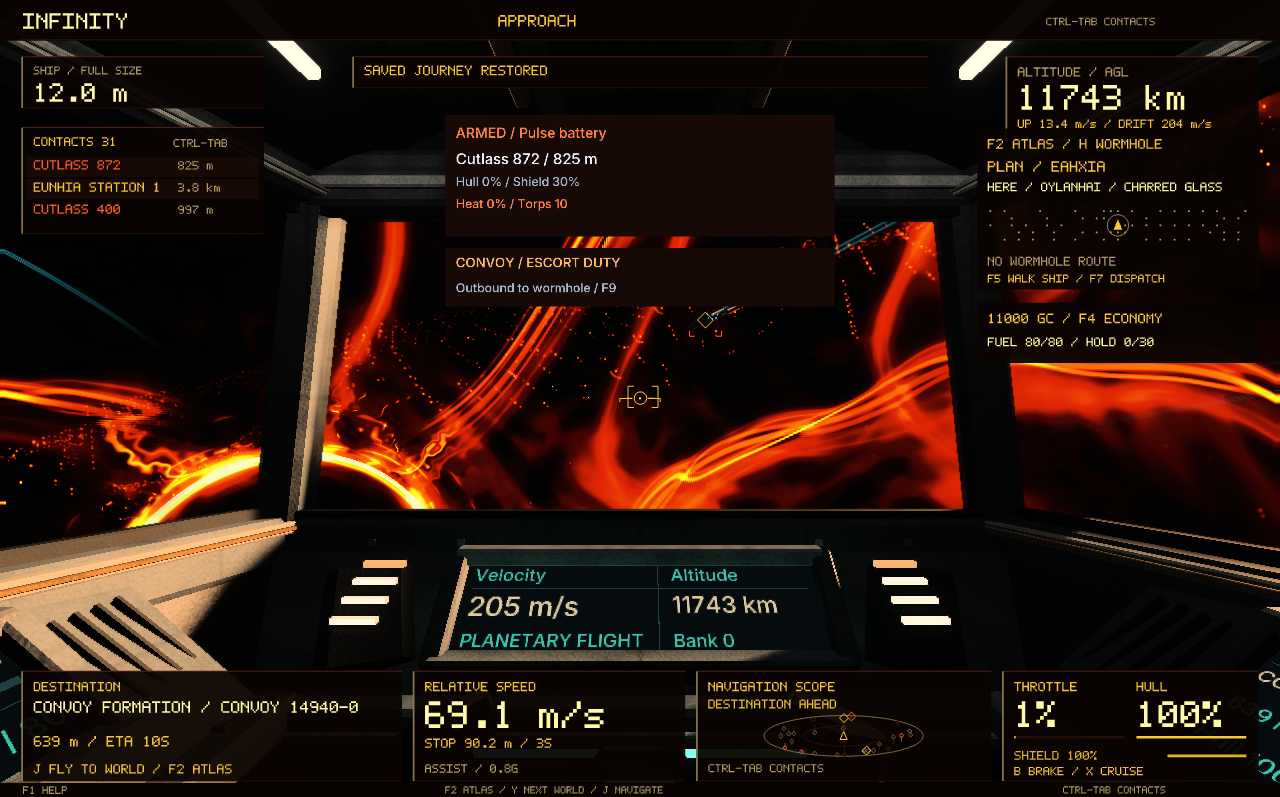 INFINITY
APPROACH
CTRL-TAB CONTACTS
SHIP / FULL SIZE
12.0 m
SAVED JOURNEY RESTORED
ALTITUDE / AGL
11743 km
UP 13.4 m/s / DRIFT 204 m/s
CONTACTS 31 CTRL-TAB
CUTLASS 872 825 m
EUNHIA STATION 1 3.8 km
CUTLASS 400 997 m
ARMED / Pulse battery
Cutlass 872 / 825 m
Hull 0% / Shield 30%
Heat 0% / Torps 10
CONVOY / ESCORT DUTY
Outbound to wormhole / F9
F2 ATLAS / H WORMHOLE
PLAN / EAHXIA
HERE / OYLANHAI / CHARRED GLASS
NO WORMHOLE ROUTE
F5 WALK SHIP / F7 DISPATCH
11000 GC / F4 ECONOMY
FUEL 80/80 / HOLD 0/30
Velocity Altitude
205 m/s 11743 km
PLANETARY FLIGHT Bank 0
DESTINATION
CONVOY FORMATION / CONVOY 14940-0
639 m / ETA 10S
J FLY TO WORLD / F2 ATLAS
RELATIVE SPEED
69.1 m/s
STOP 90.2 m / 3S
ASSIST / 0.8G
NAVIGATION SCOPE
DESTINATION AHEAD
CTRL-TAB CONTACTS
THROTTLE HULL
1% 100%
SHIELD 100%
B BRAKE / X CRUISE
F1 HELP
F2 ATLAS / Y NEXT WORLD / J NAVIGATE
CTRL-TAB CONTACTS